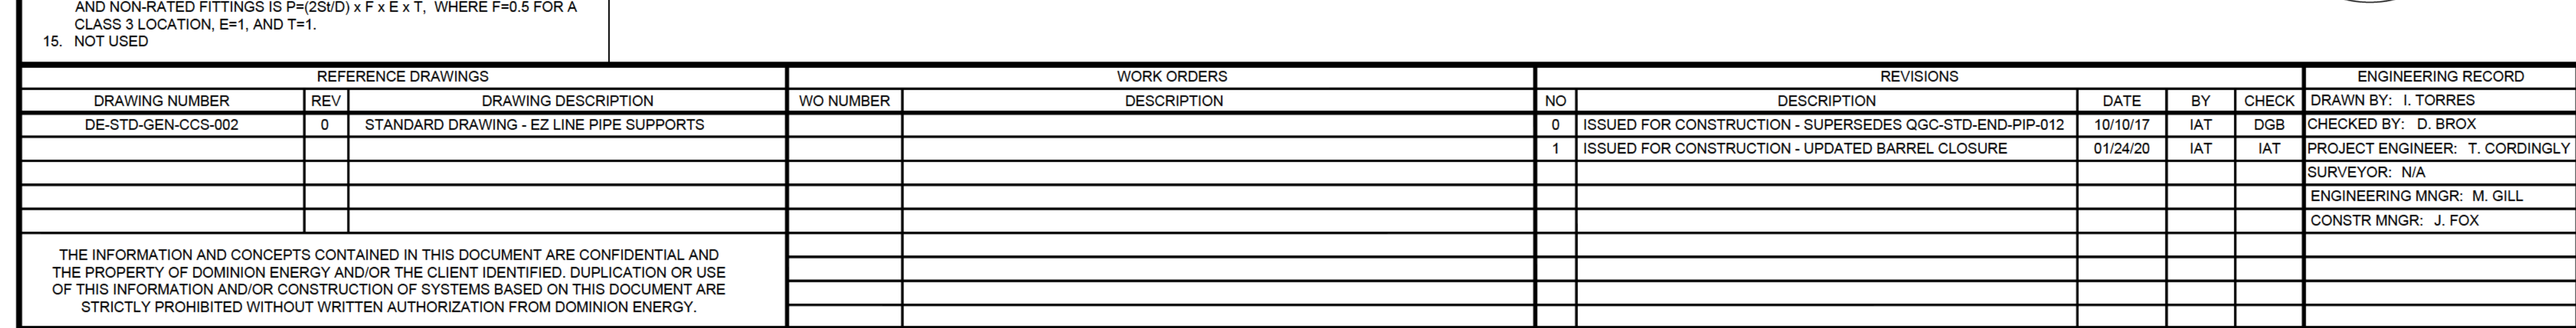 AND NON-RATED FITTINGS IS P=(2St/D) x F x E x T, WHERE F=0.5 FOR A
CLASS 3 LOCATION, E=1, AND T=1.
15. NOT USED
REFERENCE DRAWINGS
DRAWING NUMBER REV DRAWING DESCRIPTION
DE-STD-GEN-CCS-002 0 STANDARD DRAWING - EZ LINE PIPE SUPPORTS
THE INFORMATION AND CONCEPTS CONTAINED IN THIS DOCUMENT ARE CONFIDENTIAL AND
THE PROPERTY OF DOMINION ENERGY AND/OR THE CLIENT IDENTIFIED. DUPLICATION OR USE
OF THIS INFORMATION AND/OR CONSTRUCTION OF SYSTEMS BASED ON THIS DOCUMENT ARE
STRICTLY PROHIBITED WITHOUT WRITTEN AUTHORIZATION FROM DOMINION ENERGY.
WORK ORDERS
WO NUMBER DESCRIPTION
REVISIONS
NO DESCRIPTION DATE BY CHECK
0 ISSUED FOR CONSTRUCTION - SUPERSEDES QGC-STD-END-PIP-012 10/10/17 IAT DGB
1 ISSUED FOR CONSTRUCTION - UPDATED BARREL CLOSURE 01/24/20 IAT IAT
ENGINEERING RECORD
DRAWN BY: I. TORRES
CHECKED BY: D. BROX
PROJECT ENGINEER: T. CORDINGLY
SURVEYOR: N/A
ENGINEERING MNGR: M. GILL
CONSTR MNGR: J. FOX